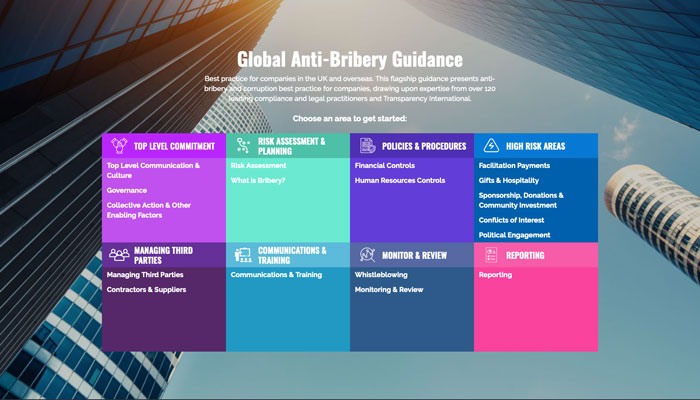 Global Anti-Bribery Guidance
Best practice for companies in the UK and overseas. This flagship guidance presents anti-
bribery and corruption best practice for companies, drawing upon expertise from over 120
leading compliance and legal practitioners and Transparency International.
Choose an area to get started:
TOP LEVEL COMMITMENT
Top Level Communication &
Culture
Governance
Collective Action & Other
Enabling Factors
RISK ASSESSMENT &
PLANNING
Risk Assessment
What is Bribery?
POLICIES & PROCEDURES
Financial Controls
Human Resources Controls
HIGH RISK AREAS
Facilitation Payments
Gifts & Hospitality
Sponsorship, Donations &
Community Investment
Conflicts of Interest
Political Engagement
MANAGING THIRD
PARTIES
Managing Third Parties
Contractors & Suppliers
COMMUNICATIONS &
TRAINING
Communications & Training
MONITOR & REVIEW
Whistleblowing
Monitoring & Review
REPORTING
Reporting